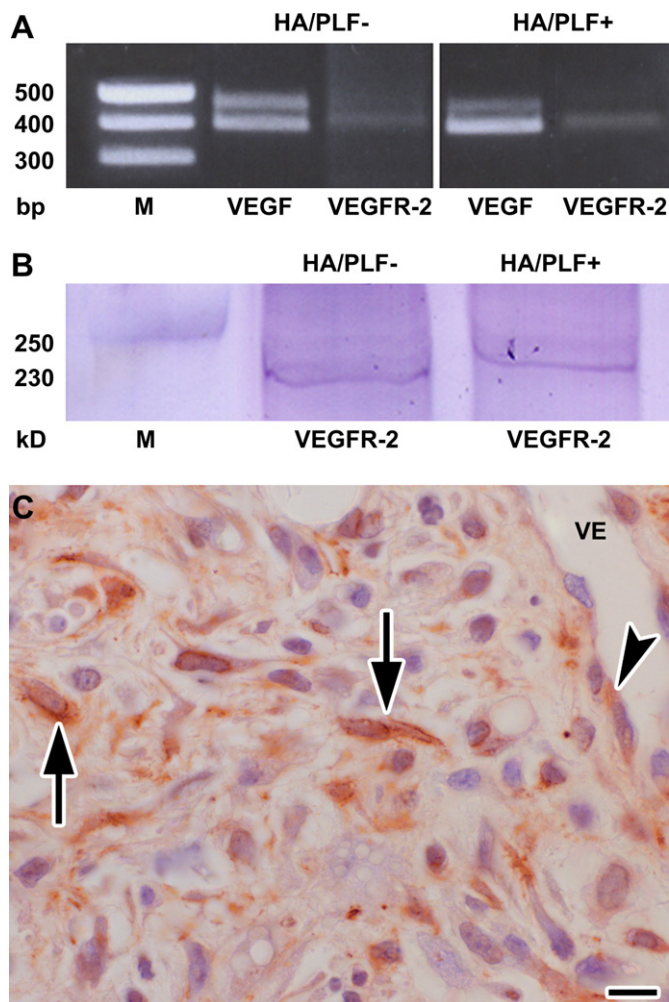 A
HA/PLF- HA/PLF+
500
400
300
bp M VEGF VEGFR-2 VEGF VEGFR-2
B
HA/PLF- HA/PLF+
250
230
kD M VEGFR-2 VEGFR-2
C
VE